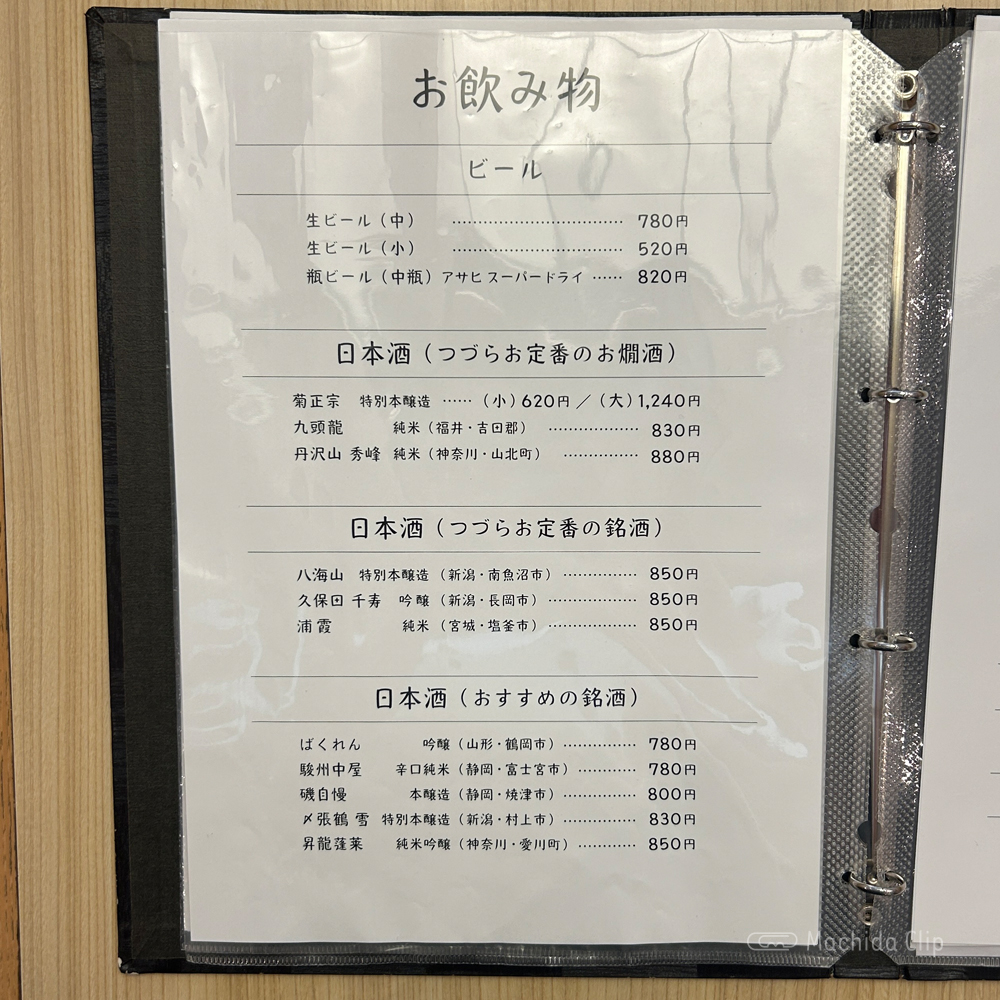 お飲み物
ビール
生ビール（中） ······························ 780円
生ビール（小） ······························ 520円
瓶ビール（中瓶）アサヒスーパードライ ······ 820円
日本酒（つづらお定番のお燗酒）
菊正宗 特別本醸造 ······（小）620円／（大）1,240円
九頭龍 純米（福井・吉田郡） ·················· 830円
丹沢山 秀峰 純米（神奈川・山北町） ··············· 880円
日本酒（つづらお定番の銘酒）
八海山 特別本醸造（新潟・南魚沼市） ··············· 850円
久保田 千寿 吟醸（新潟・長岡市） ·················· 850円
浦霞 純米（宮城・塩釜市） ·················· 850円
日本酒（おすすめの銘酒）
ばくれん 吟醸（山形・鶴岡市） ··············· 780円
駿州中屋 辛口純米（静岡・富士宮市） ············ 780円
磯自慢 本醸造（静岡・焼津市） ··············· 800円
〆張鶴 雪 特別本醸造（新潟・村上市） ··············· 830円
昇龍蓬莱 純米吟醸（神奈川・愛川町） ············ 850円
Machida Clip